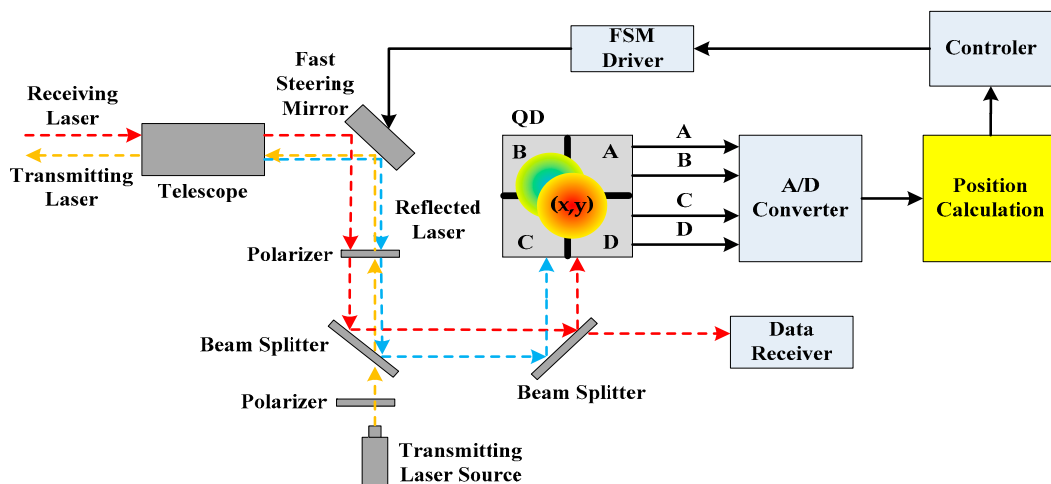 FSM
Driver
Controler
Fast
Steering
Mirror
Receiving
Laser
QD
B
A
A
B
C
D
A/D
Converter
Position
Calculation
(x,y)
C
D
Transmitting
Laser
Telescope
Reflected
Laser
Polarizer
Beam Splitter
Data
Receiver
Beam Splitter
Polarizer
Transmitting
Laser Source